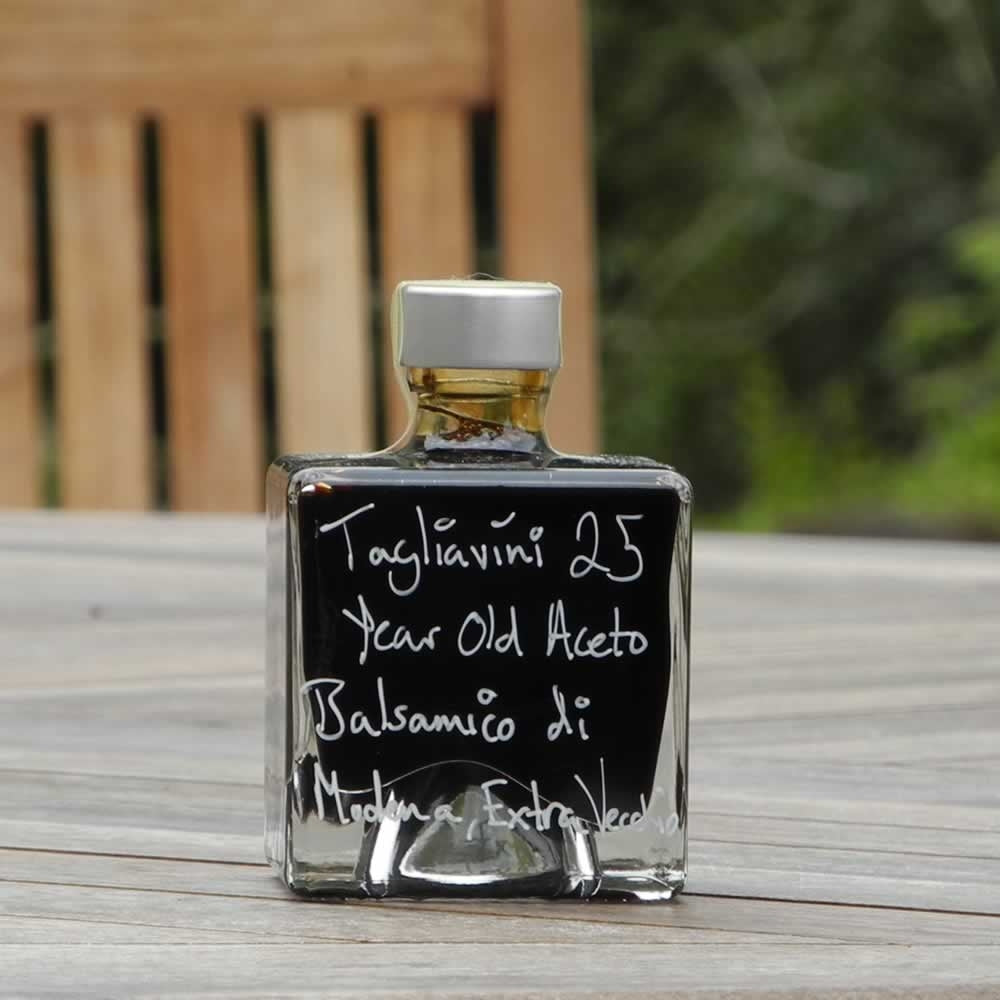 Tagliavini 25
Year Old Aceto
Balsamico di
Modena, Extra Vecchio